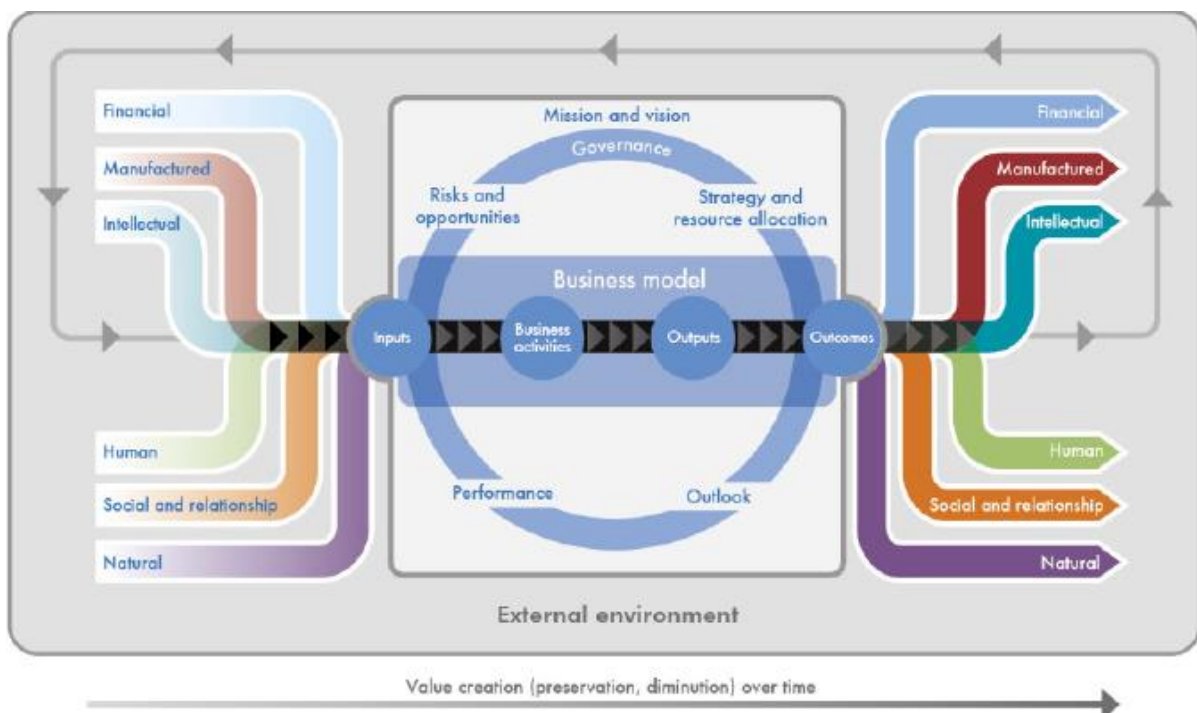 Financial
Manufactured
Intellectual
Human
Social and relationship
Natural
Mission and vision
Governance
Risks and
opportunities
Strategy and
resource allocation
Business model
Inputs
Business
activities
Outputs
Outcomes
Performance
Outlook
Financial
Manufactured
Intellectual
Human
Social and relationship
Natural
External environment
Value creation (preservation, diminution) over time